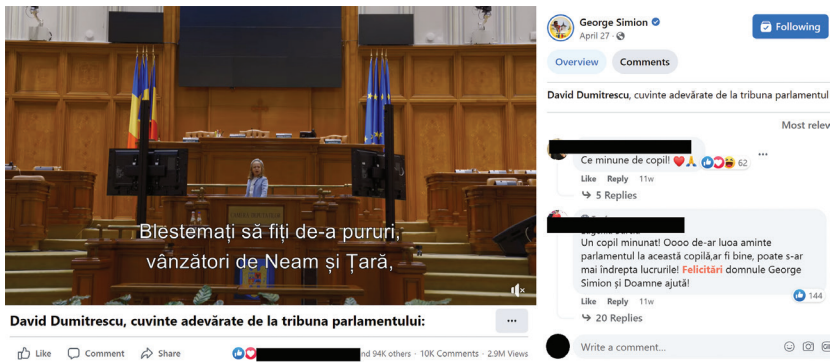 Blestemați să fiți de-a pururi,
vânzători de Neam și Țară,
David Dumitrescu, cuvinte adevărate de la tribuna parlamentului:
Like Comment Share
nd 94K others · 10K Comments · 2.9M Views
George Simion
April 27 ·
Following
Overview Comments
David Dumitrescu, cuvinte adevărate de la tribuna parlamentul
Most relev
Ce minune de copil! 62
Like Reply 11w
5 Replies
Un copil minunat! Oooo de-ar luoa aminte
parlamentul la această copilă,ar fi bine, poate s-ar
mai îndrepta lucrurile! Felicitări domnule George
Simion și Doamne ajută!
Like Reply 11w 144
20 Replies
Write a comment...